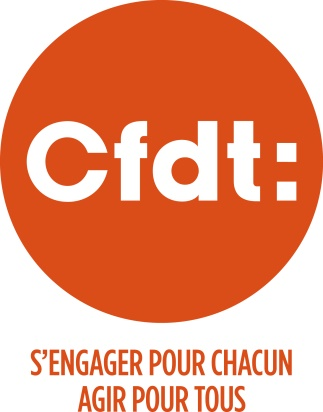 Cfdt:
S'ENGAGER POUR CHACUN
AGIR POUR TOUS